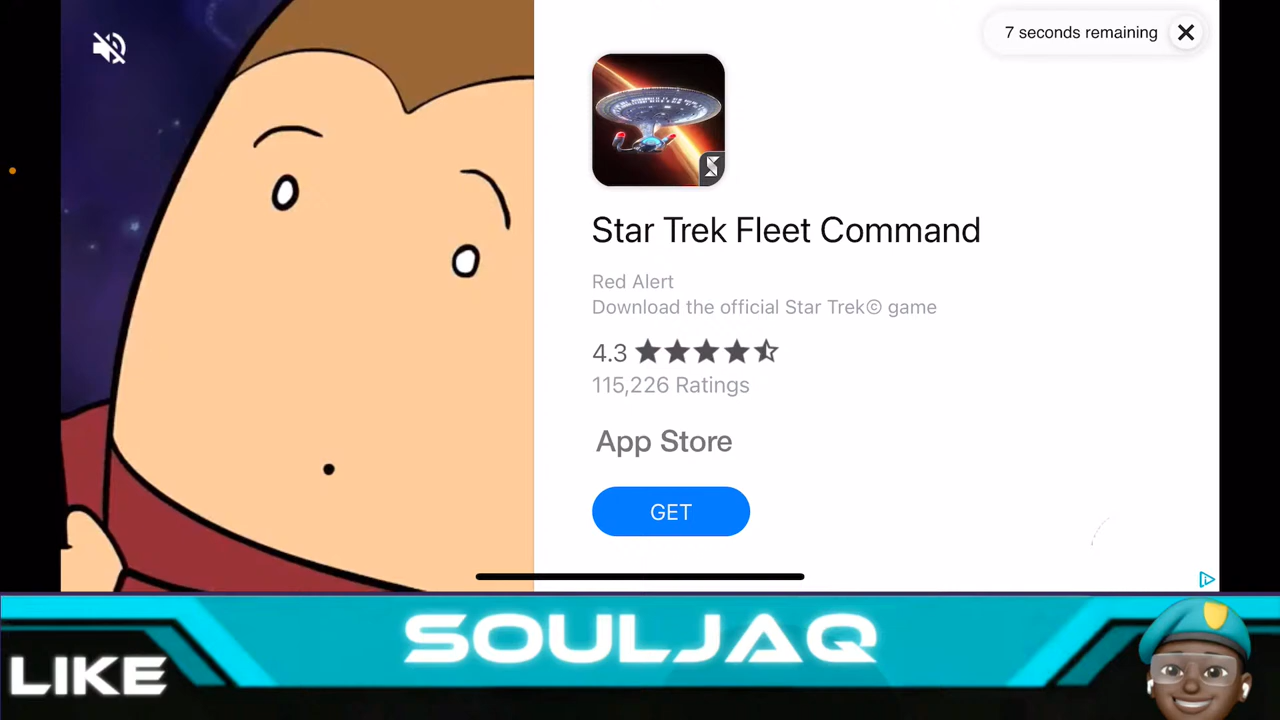 7 seconds remaining
Star Trek Fleet Command
Red Alert
Download the official Star Trek© game
4.3
115,226 Ratings
App Store
GET
SOULJAQ
LIKE